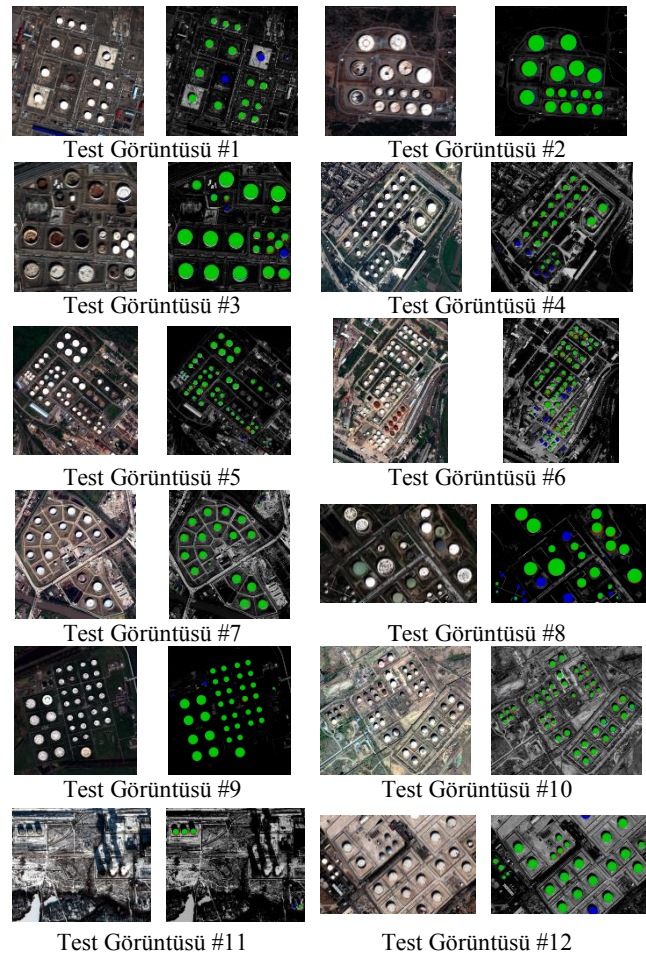 Test Görüntüsü #1
Test Görüntüsü #2
Test Görüntüsü #3
Test Görüntüsü #4
Test Görüntüsü #5
Test Görüntüsü #6
Test Görüntüsü #7
Test Görüntüsü #8
Test Görüntüsü #9
Test Görüntüsü #10
Test Görüntüsü #11
Test Görüntüsü #12